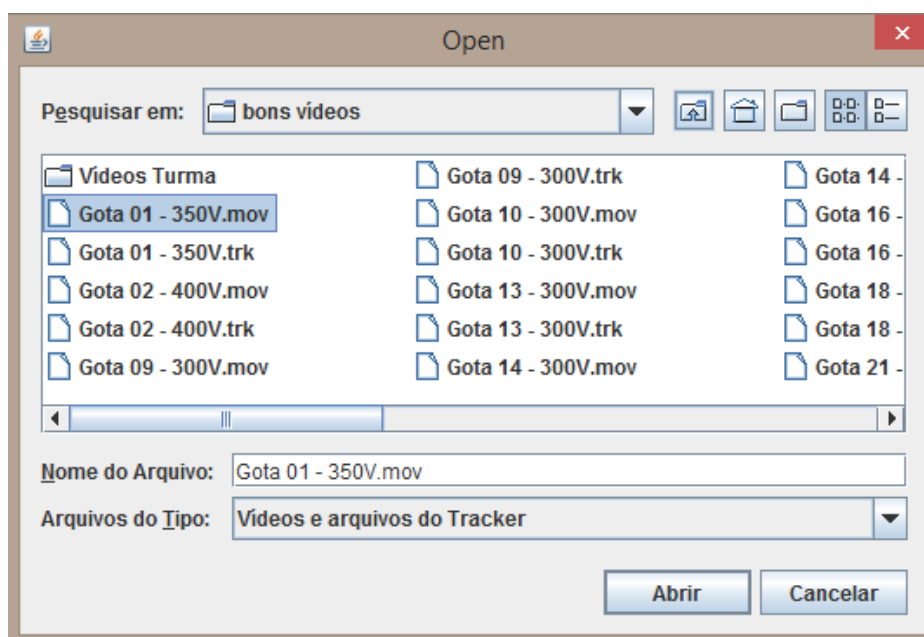 Open
Pesquisar em: bons vídeos
Vídeos Turma
Gota 01 - 350V.mov
Gota 01 - 350V.trk
Gota 02 - 400V.mov
Gota 02 - 400V.trk
Gota 09 - 300V.mov
Gota 09 - 300V.trk
Gota 10 - 300V.mov
Gota 10 - 300V.trk
Gota 13 - 300V.mov
Gota 13 - 300V.trk
Gota 14 - 300V.mov
Gota 14 -
Gota 16 -
Gota 16 -
Gota 18 -
Gota 18 -
Gota 21 -
Nome do Arquivo: Gota 01 - 350V.mov
Arquivos do Tipo: Vídeos e arquivos do Tracker
Abrir Cancelar